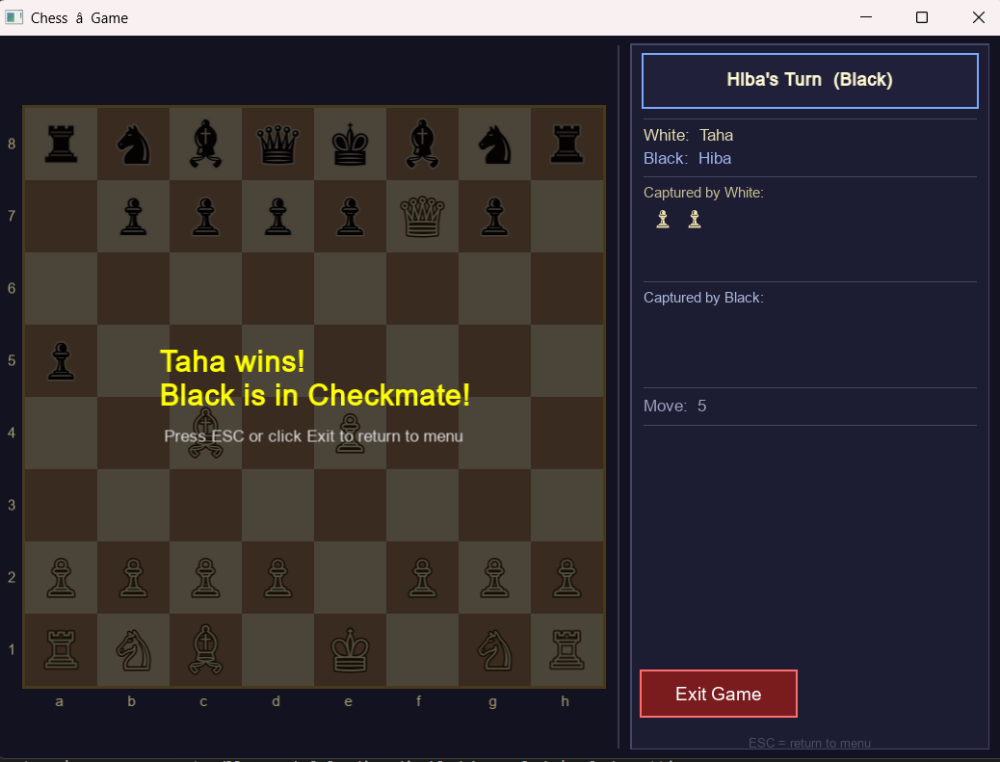 Chess â Game
Hiba's Turn (Black)
White: Taha
Black: Hiba
Captured by White:
Captured by Black:
Move: 5
8
7
6
5
4
3
2
1
Taha wins!
Black is in Checkmate!
Press ESC or click Exit to return to menu
a b c d e f g h
Exit Game
ESC = return to menu